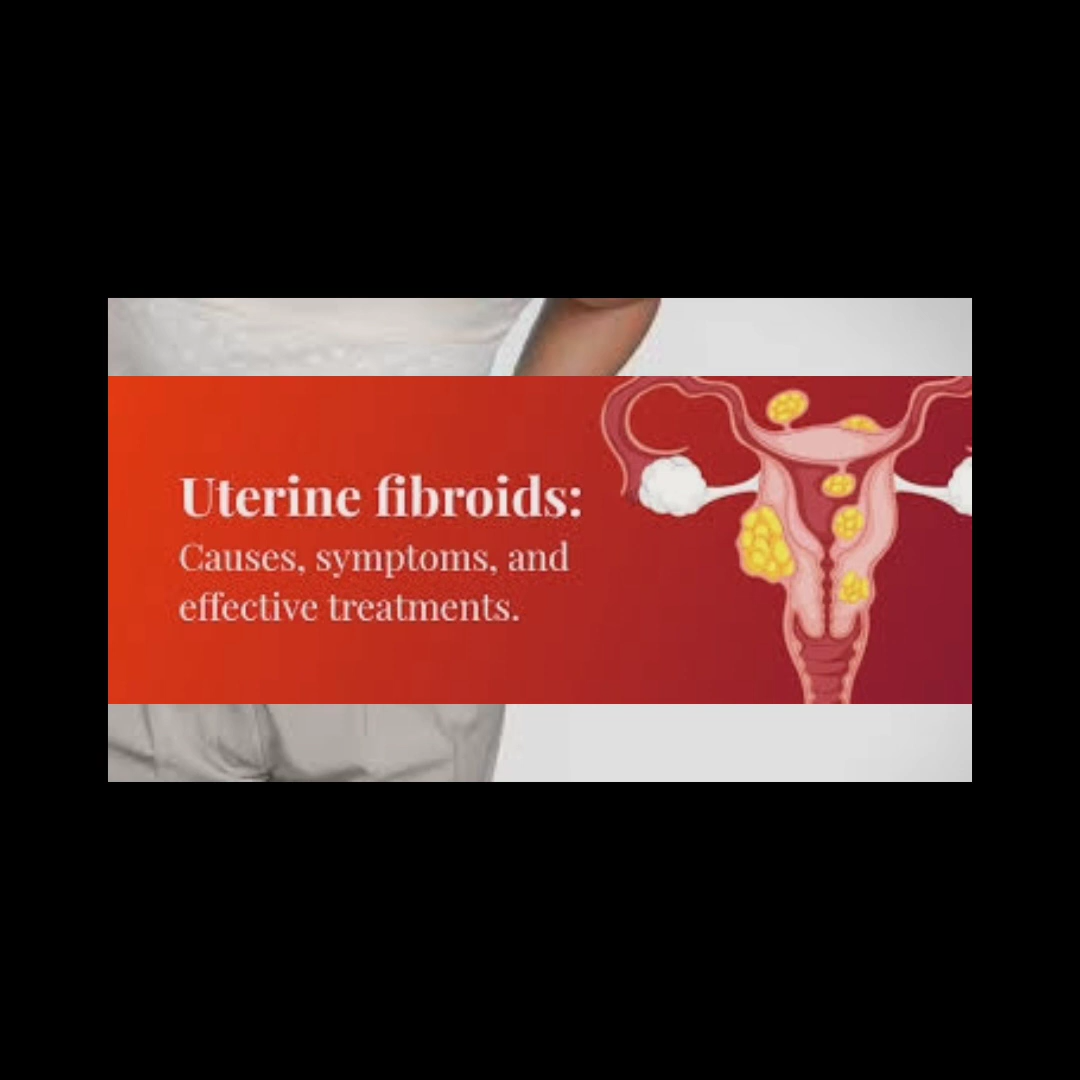 Uterine fibroids:
Causes, symptoms, and
effective treatments.